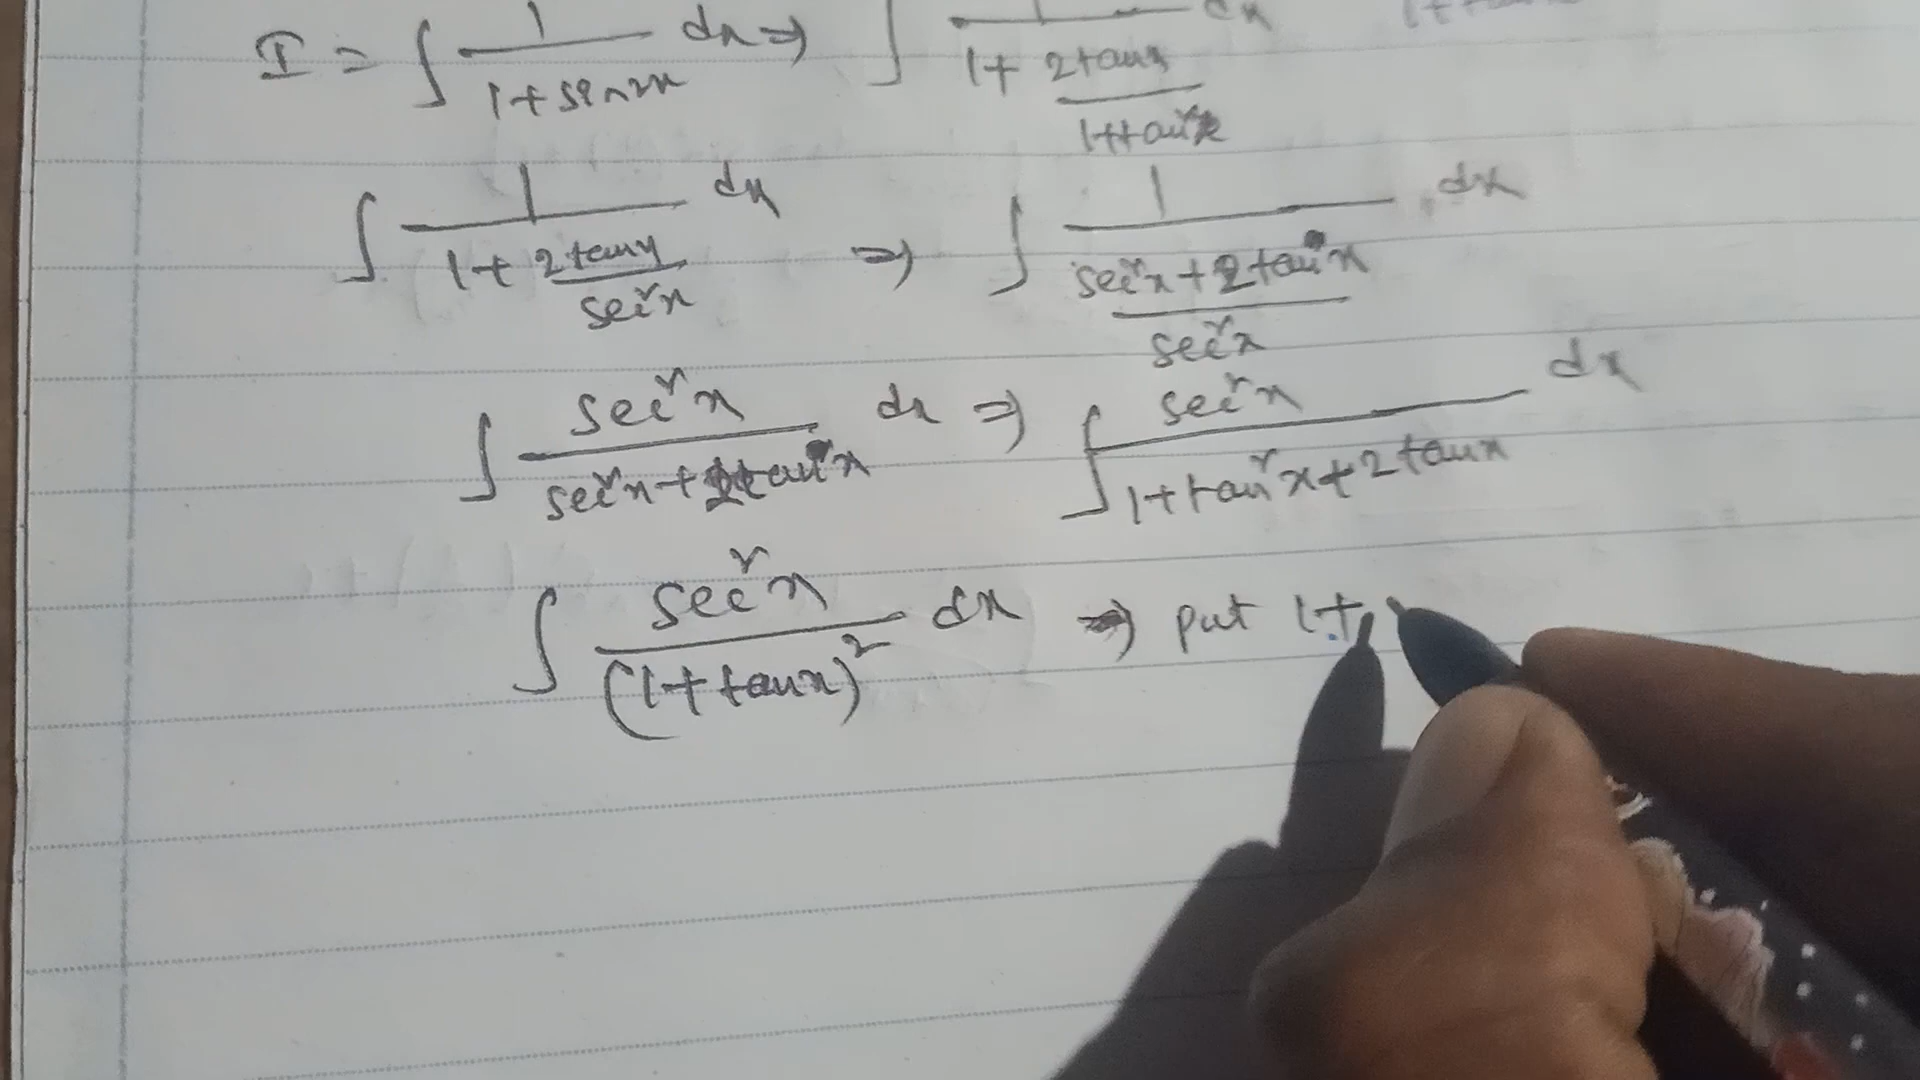 I = ∫ 1/(1+sin2x) dx ⇒ ∫ 1/(1+ 2tanx/(1+tan²x)) dx
∫ 1/(1+ 2tanx/sec²x) dx ⇒ ∫ 1/((sec²x+2tanx)/sec²x) dx
∫ sec²x/(sec²x+2tanx) dx ⇒ ∫ sec²x/(1+tan²x+2tanx) dx
∫ sec²x/(1+tanx)² dx ⇒ put 1+